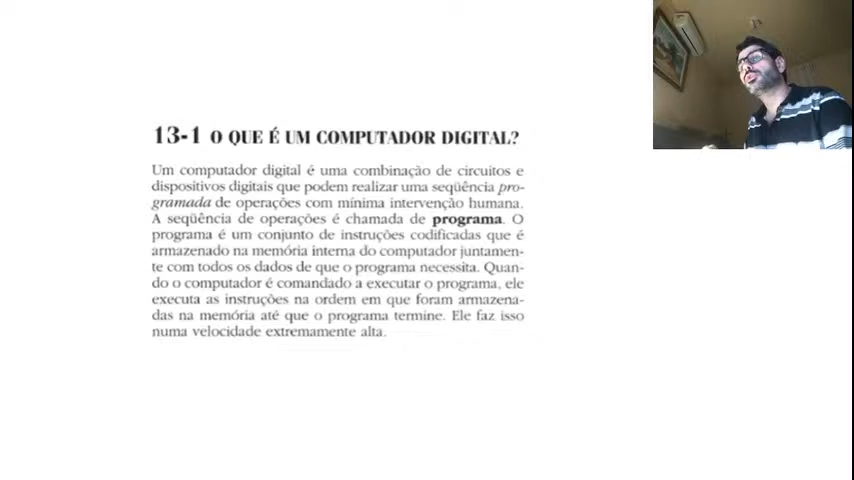 13-1 O QUE É UM COMPUTADOR DIGITAL?
Um computador digital é uma combinação de circuitos e
dispositivos digitais que podem realizar uma seqüência pro-
gramada de operações com mínima intervenção humana.
A seqüência de operações é chamada de programa. O
programa é um conjunto de instruções codificadas que é
armazenado na memória interna do computador juntamen-
te com todos os dados de que o programa necessita. Quan-
do o computador é comandado a executar o programa, ele
executa as instruções na ordem em que foram armazena-
das na memória até que o programa termine. Ele faz isso
numa velocidade extremamente alta.